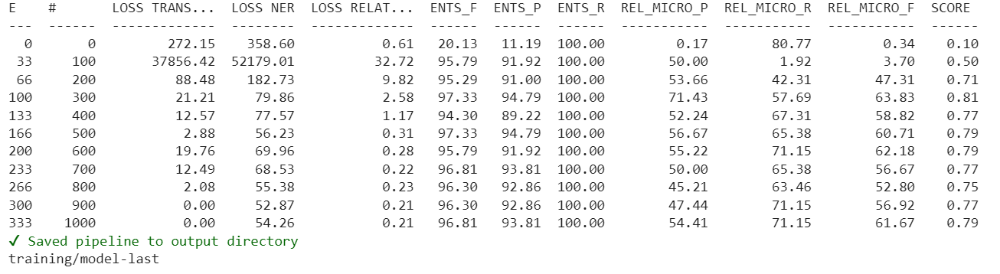 E    #       LOSS TRANS...  LOSS NER  LOSS RELAT...  ENTS_F  ENTS_P  ENTS_R  REL_MICRO_P  REL_MICRO_R  REL_MICRO_F  SCORE
---  ------  -------------  --------  -------------  ------  ------  ------  -----------  -----------  -----------  ------
  0       0         272.15    358.60           0.61   20.13   11.19  100.00         0.17        80.77         0.34    0.10
 33     100       37856.42  52179.01          32.72   95.79   91.92  100.00        50.00         1.92         3.70    0.50
 66     200          88.48    182.73           9.82   95.29   91.00  100.00        53.66        42.31        47.31    0.71
100     300          21.21     79.86           2.58   97.33   94.79  100.00        71.43        57.69        63.83    0.81
133     400          12.57     77.57           1.17   94.30   89.22  100.00        52.24        67.31        58.82    0.77
166     500           2.88     56.23           0.31   97.33   94.79  100.00        56.67        65.38        60.71    0.79
200     600          19.76     69.96           0.28   95.79   91.92  100.00        55.22        71.15        62.18    0.79
233     700          12.49     68.53           0.22   96.81   93.81  100.00        50.00        65.38        56.67    0.77
266     800           2.08     55.38           0.23   96.30   92.86  100.00        45.21        63.46        52.80    0.75
300     900           0.00     52.87           0.21   96.30   92.86  100.00        47.44        71.15        56.92    0.77
333    1000           0.00     54.26           0.21   96.81   93.81  100.00        54.41        71.15        61.67    0.79
✔ Saved pipeline to output directory
training/model-last